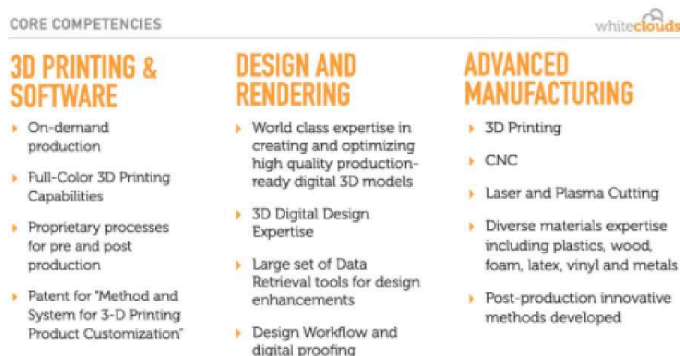 CORE COMPETENCIES
whiteclouds
3D PRINTING &
SOFTWARE
On-demand
production
Full-Color 3D Printing
Capabilities
Proprietary processes
for pre and post
production
Patent for "Method and
System for 3-D Printing
Product Customization"
DESIGN AND
RENDERING
World class expertise in
creating and optimizing
high quality production-
ready digital 3D models
3D Digital Design
Expertise
Large set of Data
Retrieval tools for design
enhancements
Design Workflow and
digital proofing
ADVANCED
MANUFACTURING
3D Printing
CNC
Laser and Plasma Cutting
Diverse materials expertise
including plastics, wood,
foam, latex, vinyl and metals
Post-production innovative
methods developed